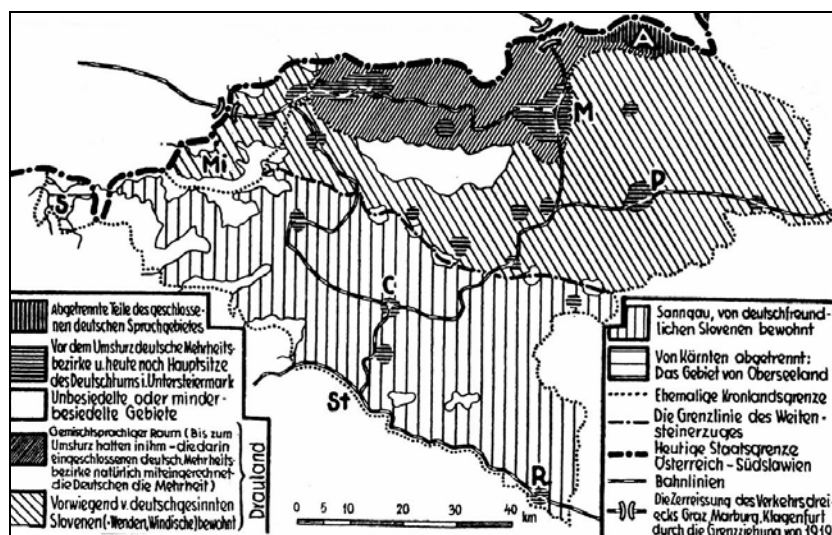 A
M
Mi
P
S
C
St
R
Abgetrennte Teile des geschlosse-
nen deutschen Sprachgebietes
Vor dem Umsturz deutsche Mehrheits-
bezirke u. heute noch Hauptsitze
des Deutschtums i. Untersteiermark
Unbesiedelte oder minder-
besiedelte Gebiete
Gemischtsprachiger Raum (Bis zum
Umsturz hatten in ihm - die darin
eingeschlossenen deutsch. Mehrheits-
bezirke natürlich miteingerechnet-
die Deutschen die Mehrheit)
Vorwiegend v. deutschgesinnten
Slovenen (=Wenden, Windische) bewohnt
Drauland
0 10 20 30 40
km
Sanngau, von deutschfreund-
lichen Slovenen bewohnt
Von Kärnten abgetrennt:
Das Gebiet von Oberseeland
Ehemalige Kronlandsgrenze
Die Grenzlinie des Weiten-
steinerzuges
Heutige Staatsgrenze
Österreich-Südslawien
Bahnlinien
Die Zerreissung des Verkehrsdrei-
ecks Graz, Marburg, Klagenfurt
durch die Grenzziehung von 1919